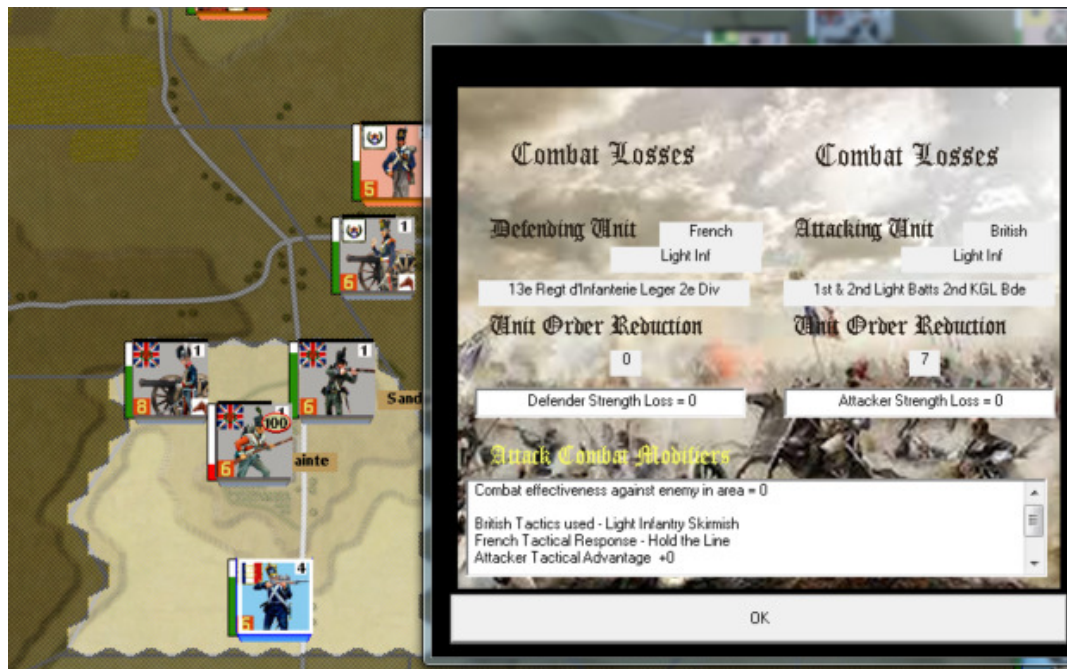 5
1
6
1
8
1
6
Sand
1
100
6
ainte
4
6
Combat Losses
Combat Losses
Defending Unit French
Attacking Unit British
Light Inf
Light Inf
13e Regt d'Infanterie Leger 2e Div
1st & 2nd Light Batts 2nd KGL Bde
Unit Order Reduction
Unit Order Reduction
0
7
Defender Strength Loss = 0
Attacker Strength Loss = 0
Attack Combat Modifiers
Combat effectiveness against enemy in area = 0
British Tactics used - Light Infantry Skirmish
French Tactical Response - Hold the Line
Attacker Tactical Advantage +0
OK